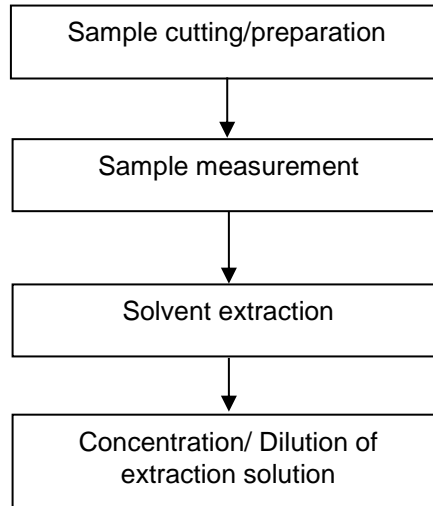 Sample cutting/preparation
Sample measurement
Solvent extraction
Concentration/ Dilution of
extraction solution